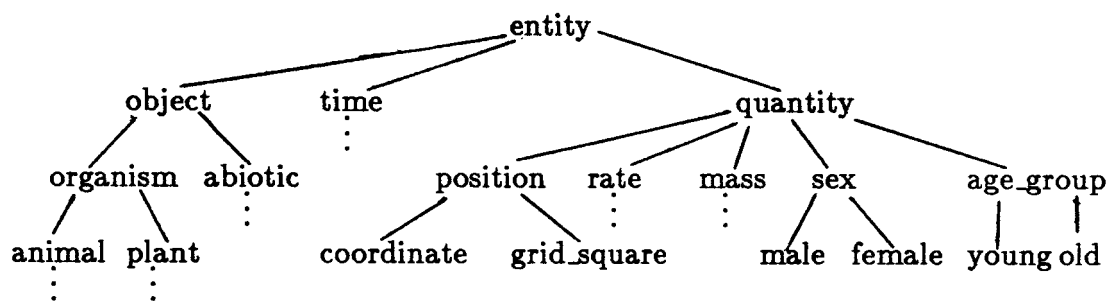 entity
object time quantity
organism abiotic position rate mass sex age_group
animal plant coordinate grid_square male female young old